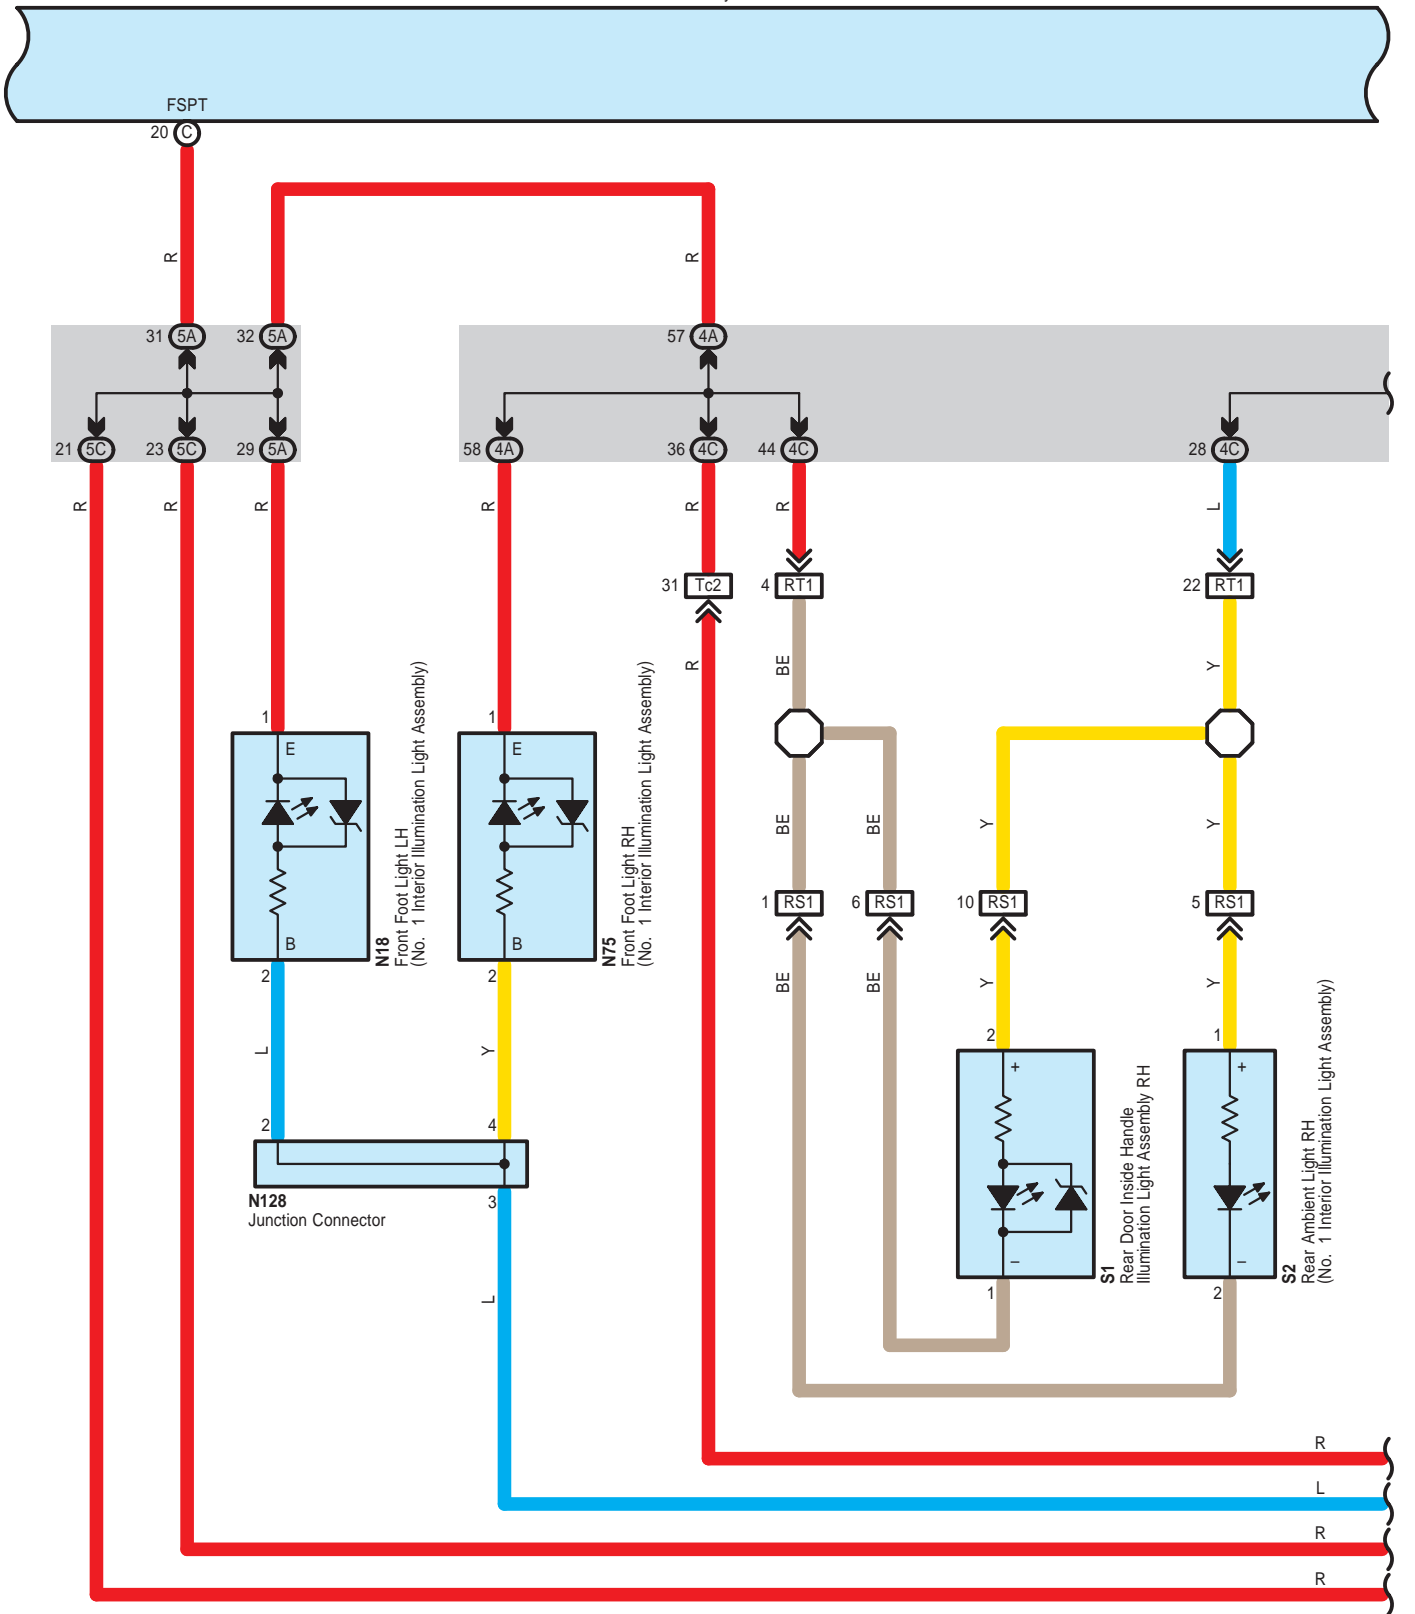 FSPT
20 C
R
R
31 5A
32 5A
57 4A
21 5C
23 5C
29 5A
58 4A
36 4C
44 4C
28 4C
R
R
R
R
R
R
L
31 Tc2
4 RT1
22 RT1
R
BE
Y
1
E
B
2
N18
Front Foot Light LH
(No. 1 Interior Illumination Light Assembly)
1
E
B
2
N75
Front Foot Light RH
(No. 1 Interior Illumination Light Assembly)
BE
BE
Y
Y
1 RS1
6 RS1
10 RS1
5 RS1
BE
BE
Y
Y
L
Y
2
4
3
N128
Junction Connector
2
+
–
1
S1
Rear Door Inside Handle
Illumination Light Assembly RH
1
+
–
2
S2
Rear Ambient Light RH
(No. 1 Interior Illumination Light Assembly)
L
R
L
R
R